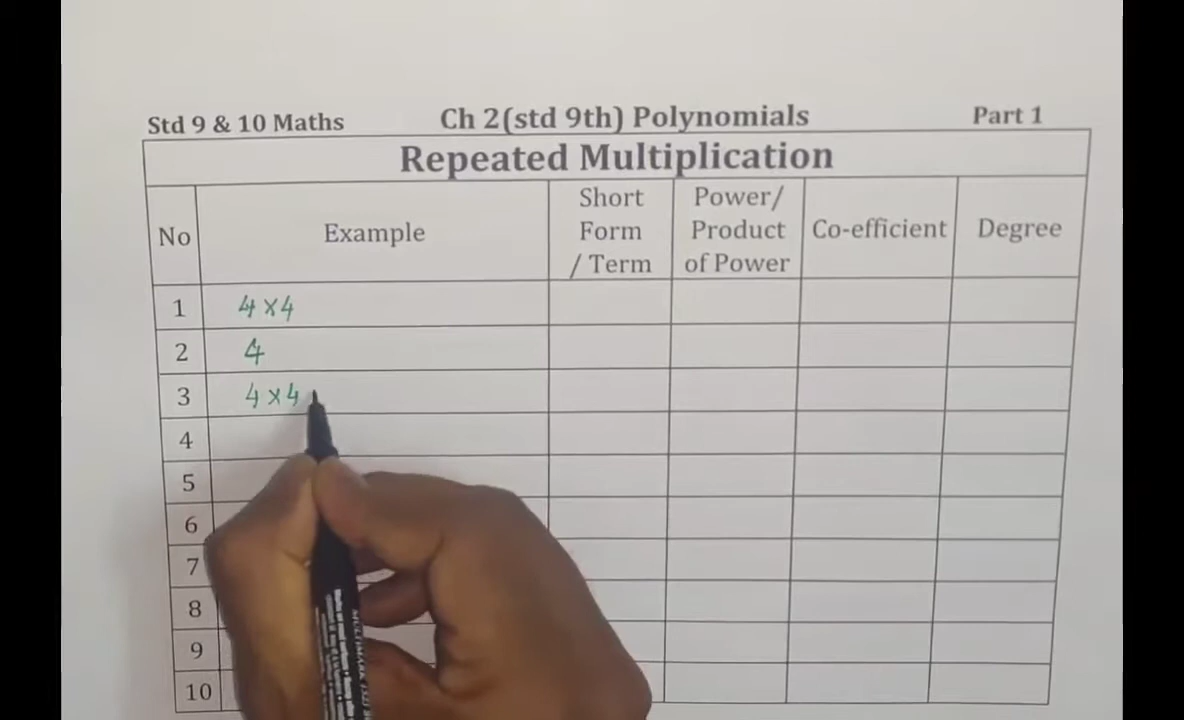 Std 9 & 10 Maths Ch 2(std 9th) Polynomials Part 1
Repeated Multiplication
No Example Short Form / Term Power/ Product of Power Co-efficient Degree
1 4 × 4
2 4
3 4 × 4
4
5
6
7
8
9
10